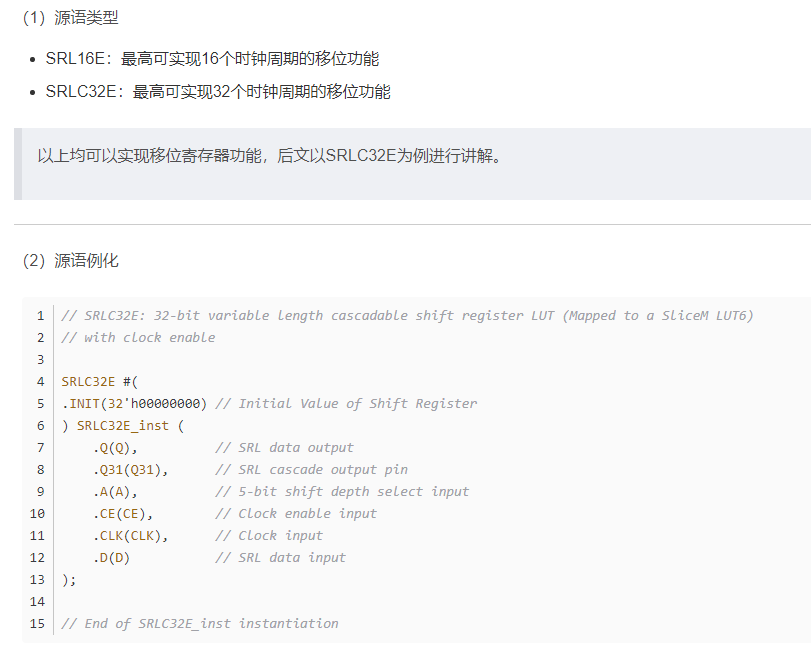 （1）源语类型
• SRL16E：最高可实现16个时钟周期的移位功能
• SRLC32E：最高可实现32个时钟周期的移位功能
以上均可以实现移位寄存器功能，后文以SRLC32E为例进行讲解。
（2）源语例化
1 // SRLC32E: 32-bit variable length cascadable shift register LUT (Mapped to a SliceM LUT6)
2 // with clock enable
3
4 SRLC32E #(
5 .INIT(32'h00000000) // Initial Value of Shift Register
6 ) SRLC32E_inst (
7     .Q(Q),          // SRL data output
8     .Q31(Q31),      // SRL cascade output pin
9     .A(A),          // 5-bit shift depth select input
10     .CE(CE),        // Clock enable input
11     .CLK(CLK),      // Clock input
12     .D(D)           // SRL data input
13 );
14
15 // End of SRLC32E_inst instantiation